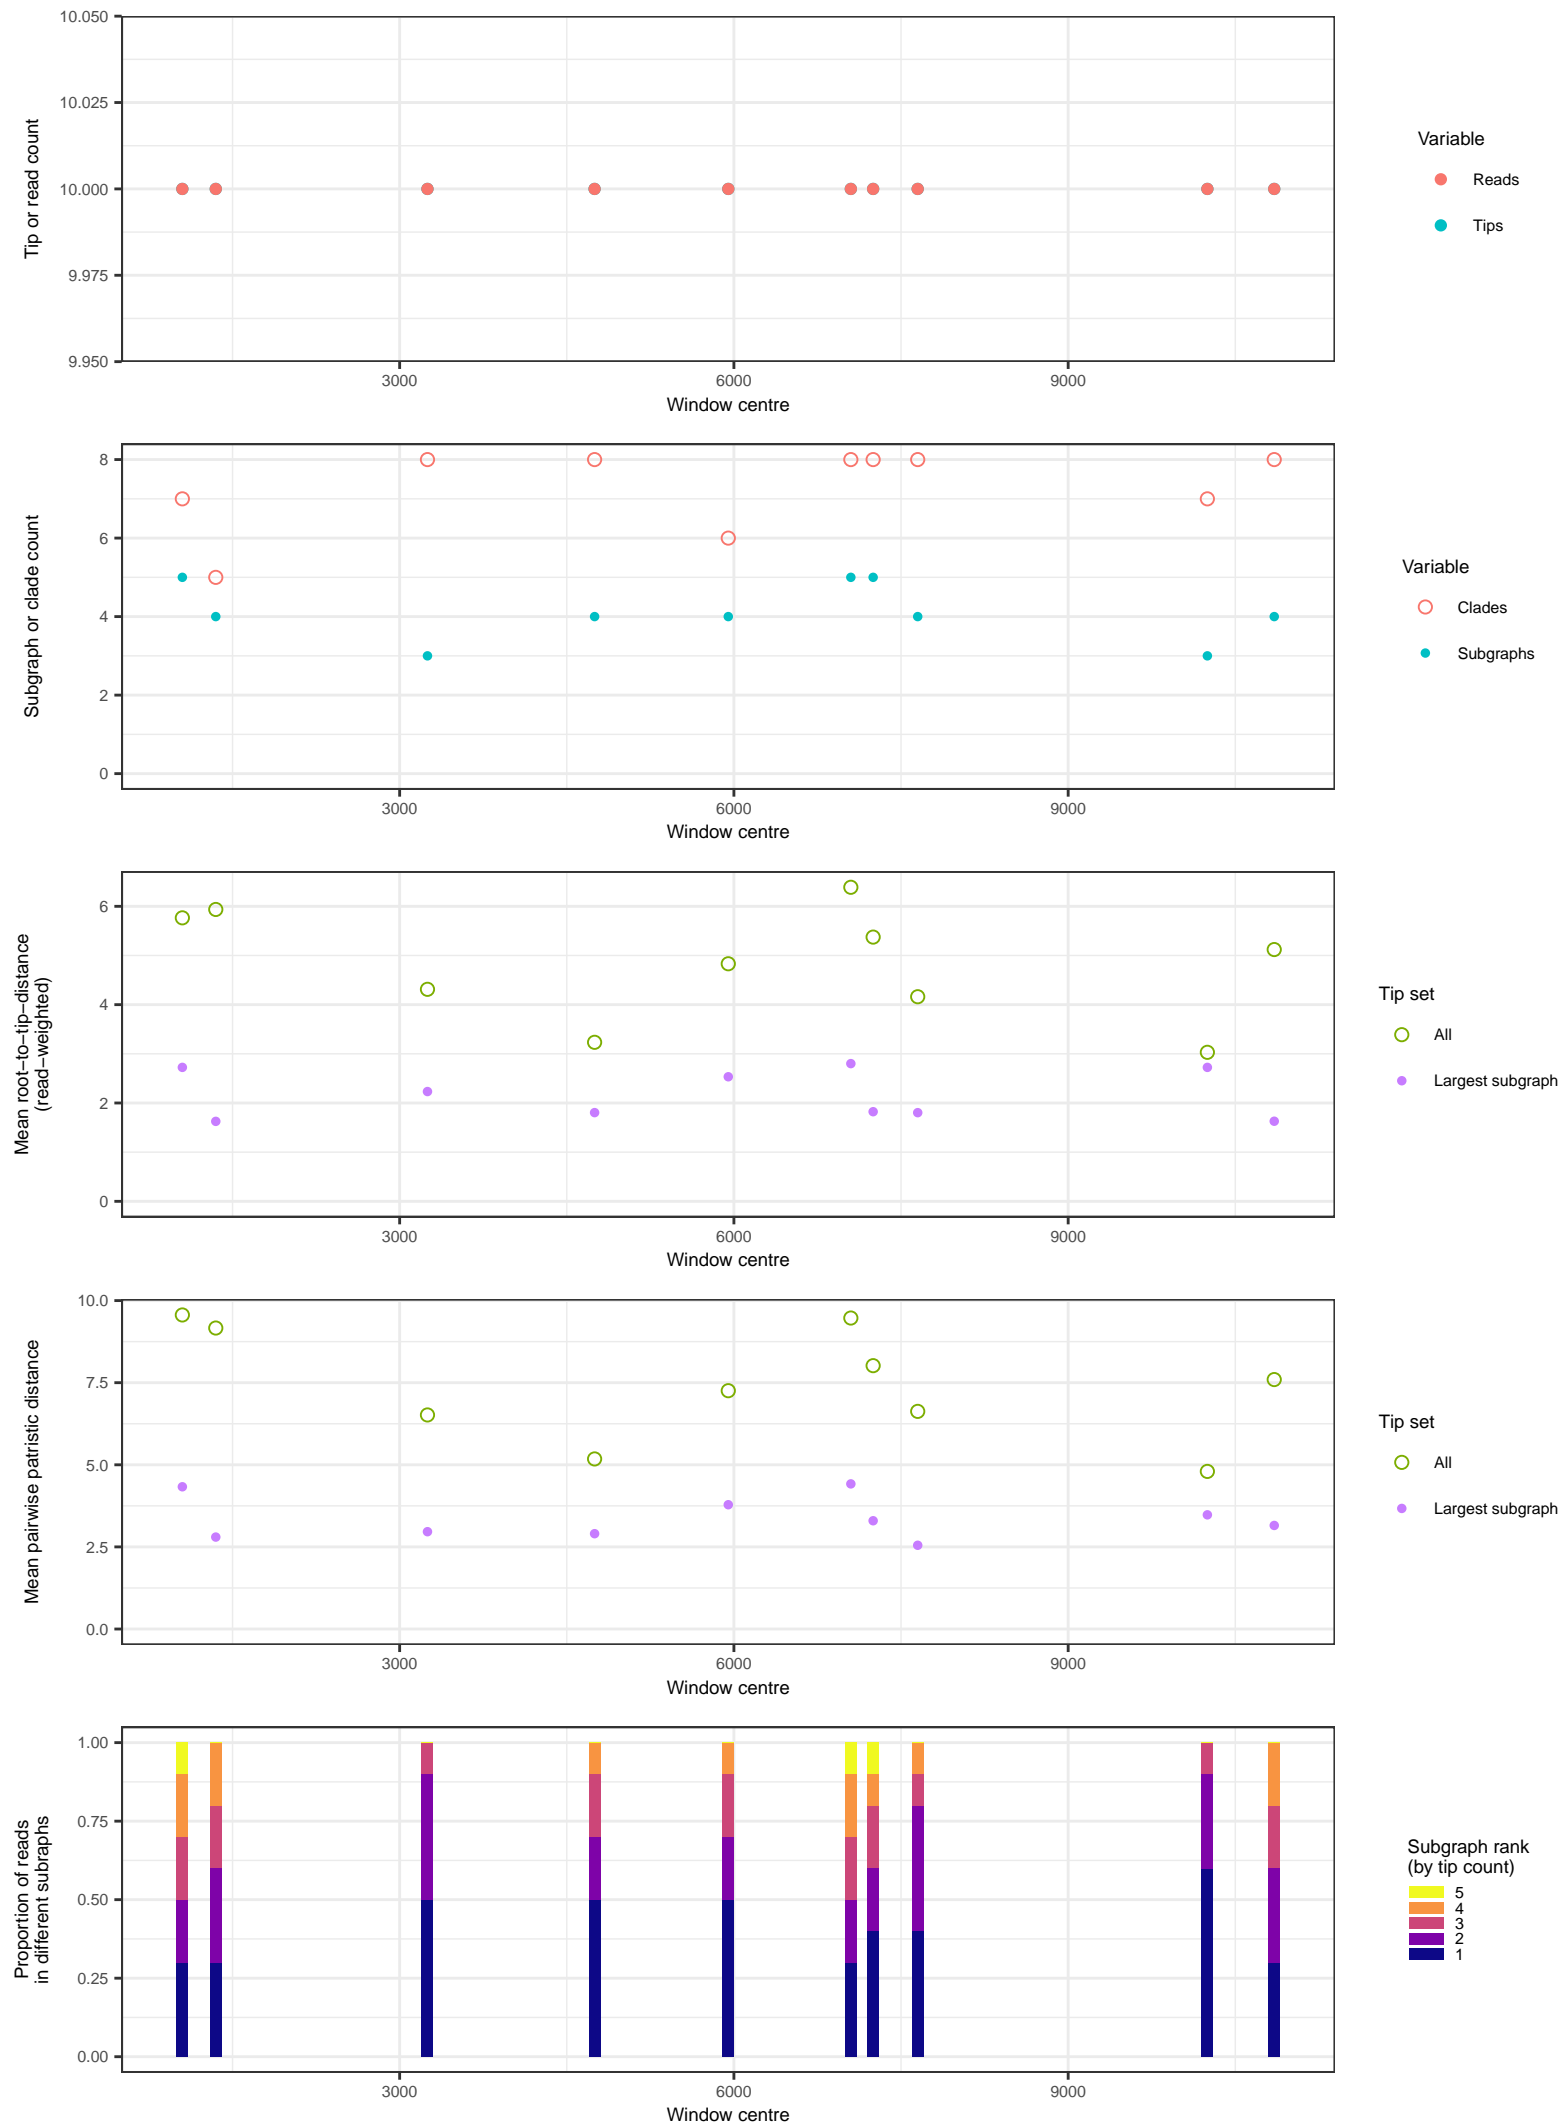 10.050
10.025
10.000
9.975
9.950
Tip or read count
3000
6000
9000
Window centre
Variable
Reads
Tips
8
6
4
2
0
Subgraph or clade count
3000
6000
9000
Window centre
Variable
Clades
Subgraphs
6
4
2
0
Mean root−to−tip−distance
(read−weighted)
3000
6000
9000
Window centre
Tip set
All
Largest subgraph
10.0
7.5
5.0
2.5
0.0
Mean pairwise patristic distance
3000
6000
9000
Window centre
Tip set
All
Largest subgraph
1.00
0.75
0.50
0.25
0.00
Proportion of reads
in different subraphs
3000
6000
9000
Window centre
Subgraph rank
(by tip count)
5
4
3
2
1